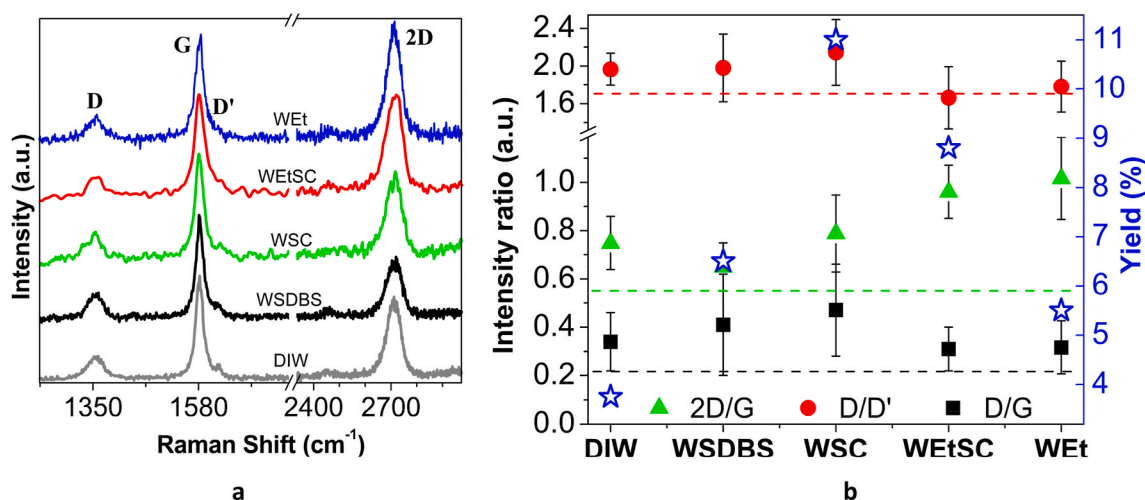 D
G
D'
2D
WEt
WEtSC
WSC
WSDBS
DIW
Intensity (a.u.)
1350
1580
2400
2700
Raman Shift (cm⁻¹)
a
2.4
2.0
1.6
1.0
0.8
0.6
0.4
0.2
0.0
Intensity ratio (a.u.)
11
10
9
8
7
6
5
4
Yield (%)
2D/G
D/D'
D/G
DIW
WSDBS
WSC
WEtSC
WEt
b